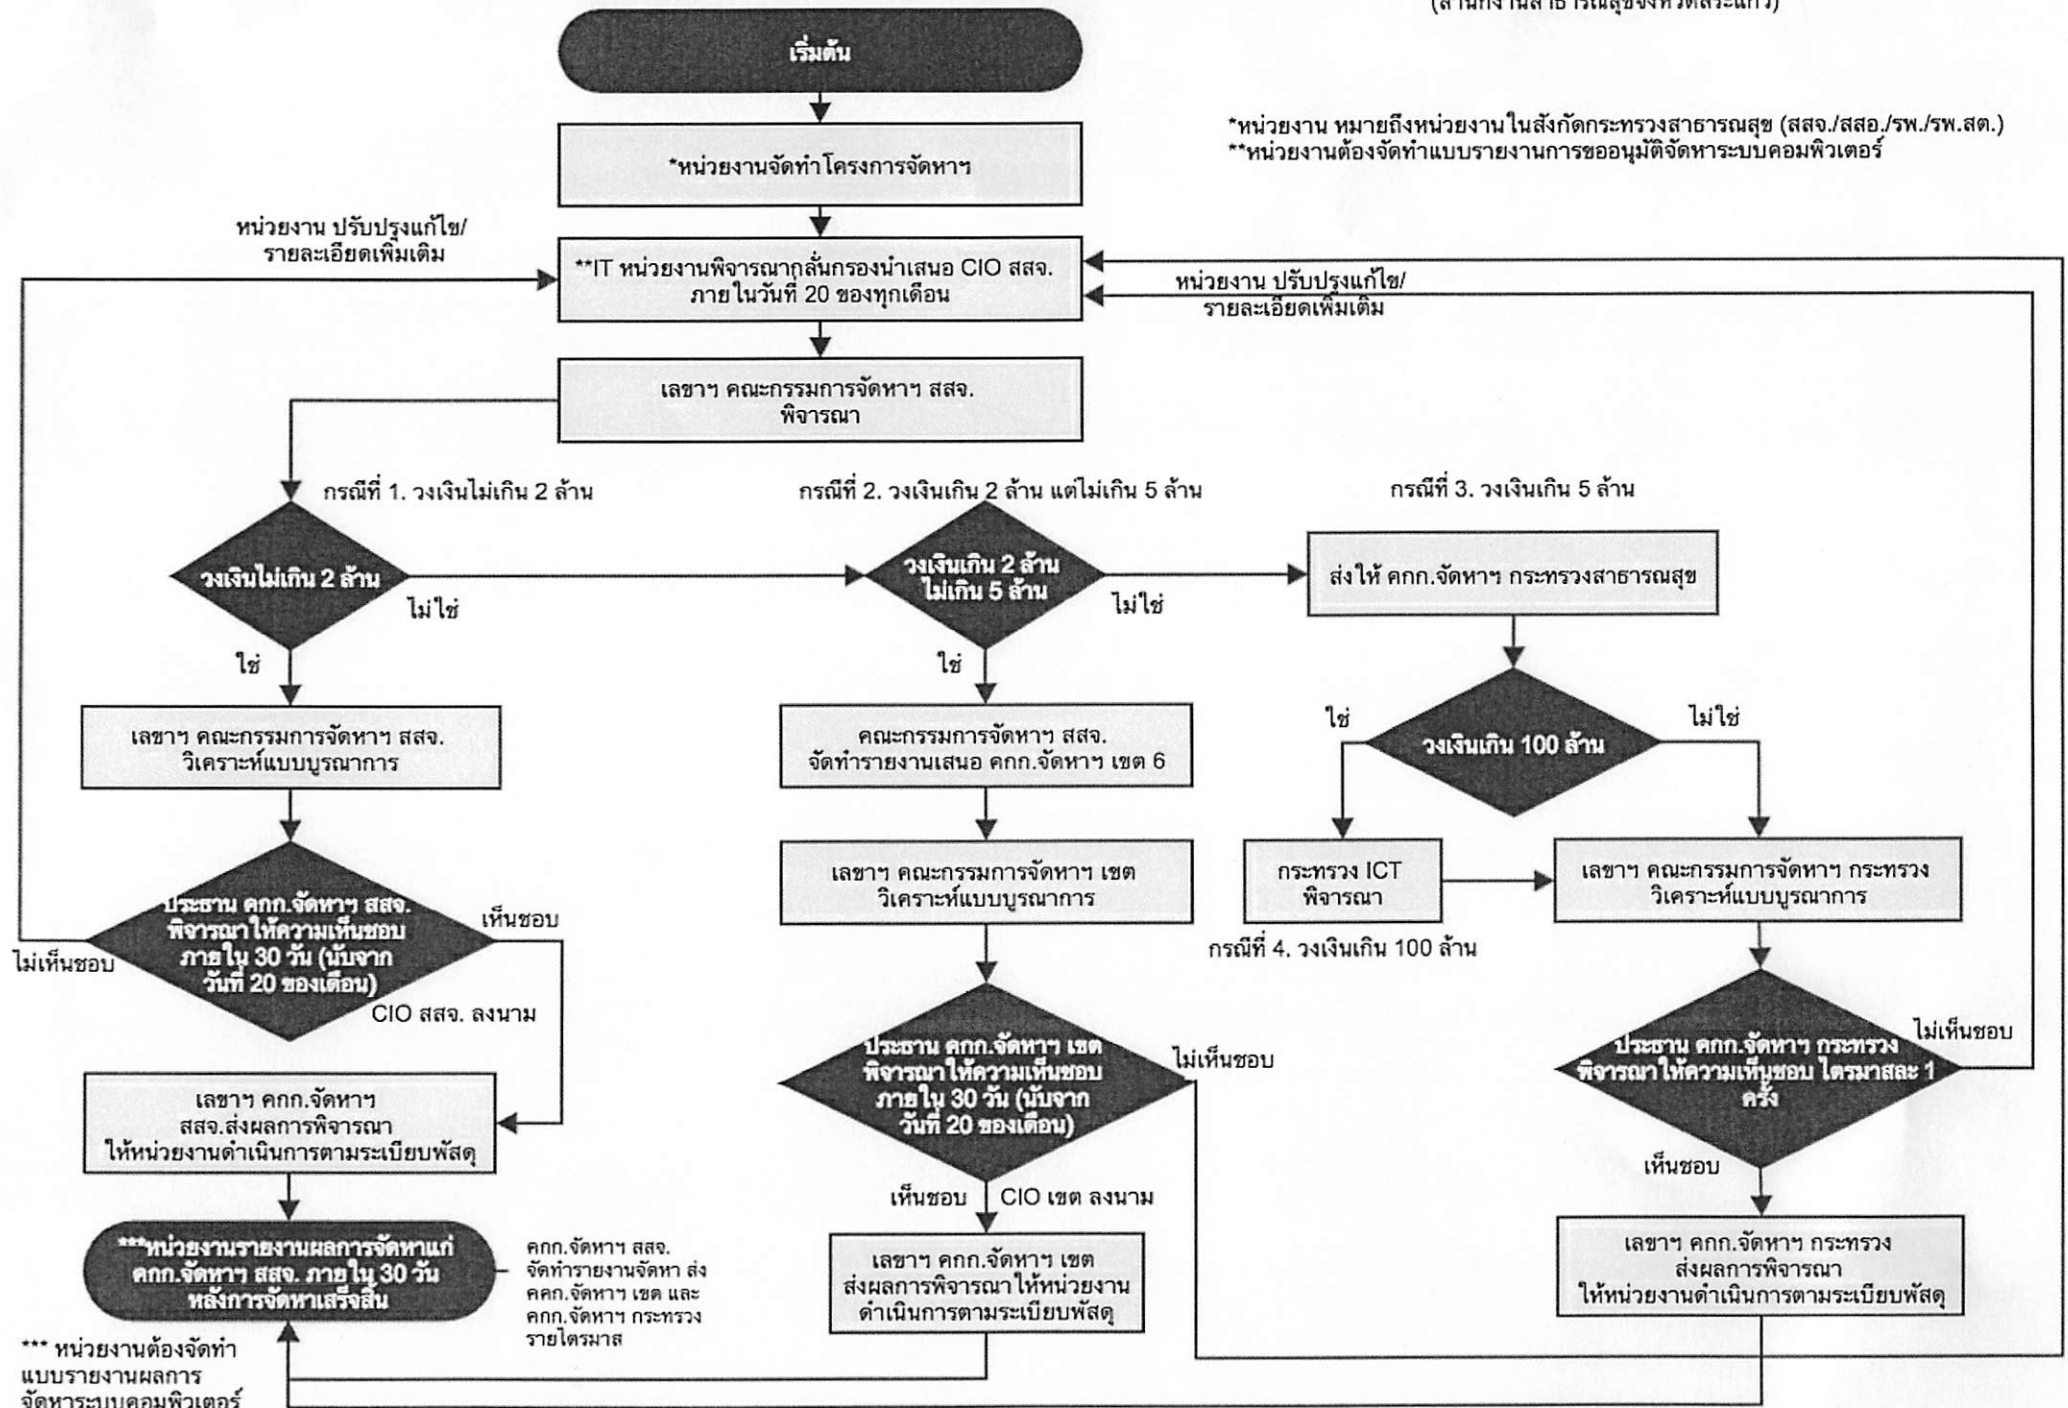 (สำนักงานสาธารณสุขจังหวัดสระแก้ว)
เริ่มต้น
*หน่วยงานจัดทำโครงการจัดหาฯ
*หน่วยงาน หมายถึงหน่วยงานในสังกัดกระทรวงสาธารณสุข (สสจ./สสอ./รพ./รพ.สต.)
**หน่วยงานต้องจัดทำแบบรายงานการขออนุมัติจัดหาระบบคอมพิวเตอร์
หน่วยงาน ปรับปรุงแก้ไข/
รายละเอียดเพิ่มเติม
**IT หน่วยงานพิจารณากลั่นกรองนำเสนอ CIO สสจ.
ภายในวันที่ 20 ของทุกเดือน
หน่วยงาน ปรับปรุงแก้ไข/
รายละเอียดเพิ่มเติม
เลขาฯ คณะกรรมการจัดหาฯ สสจ.
พิจารณา
กรณีที่ 1. วงเงินไม่เกิน 2 ล้าน
กรณีที่ 2. วงเงินเกิน 2 ล้าน แต่ไม่เกิน 5 ล้าน
กรณีที่ 3. วงเงินเกิน 5 ล้าน
วงเงินไม่เกิน 2 ล้าน
ไม่ใช่
ใช่
วงเงินเกิน 2 ล้าน
ไม่เกิน 5 ล้าน
ไม่ใช่
ใช่
ส่งให้ คกก.จัดหาฯ กระทรวงสาธารณสุข
ใช่
วงเงินเกิน 100 ล้าน
ไม่ใช่
เลขาฯ คณะกรรมการจัดหาฯ สสจ.
วิเคราะห์แบบบูรณาการ
คณะกรรมการจัดหาฯ สสจ.
จัดทำรายงานเสนอ คกก.จัดหาฯ เขต 6
เลขาฯ คณะกรรมการจัดหาฯ เขต
วิเคราะห์แบบบูรณาการ
กระทรวง ICT
พิจารณา
เลขาฯ คณะกรรมการจัดหาฯ กระทรวง
วิเคราะห์แบบบูรณาการ
กรณีที่ 4. วงเงินเกิน 100 ล้าน
ประธาน คกก.จัดหาฯ สสจ.
พิจารณาให้ความเห็นชอบ
ภายใน 30 วัน (นับจาก
วันที่ 20 ของเดือน)
เห็นชอบ
ไม่เห็นชอบ
CIO สสจ. ลงนาม
ประธาน คกก.จัดหาฯ เขต
พิจารณาให้ความเห็นชอบ
ภายใน 30 วัน (นับจาก
วันที่ 20 ของเดือน)
ไม่เห็นชอบ
ประธาน คกก.จัดหาฯ กระทรวง
พิจารณาให้ความเห็นชอบ ไตรมาสละ 1
ครั้ง
ไม่เห็นชอบ
เห็นชอบ
เลขาฯ คกก.จัดหาฯ
สสจ.ส่งผลการพิจารณา
ให้หน่วยงานดำเนินการตามระเบียบพัสดุ
เห็นชอบ
CIO เขต ลงนาม
***หน่วยงานรายงานผลการจัดหาแก่
คกก.จัดหาฯ สสจ. ภายใน 30 วัน
หลังการจัดหาเสร็จสิ้น
คกก.จัดหาฯ สสจ.
จัดทำรายงานจัดหา ส่ง
คคก.จัดหาฯ เขต และ
คกก.จัดหาฯ กระทรวง
รายไตรมาส
เลขาฯ คกก.จัดหาฯ เขต
ส่งผลการพิจารณาให้หน่วยงาน
ดำเนินการตามระเบียบพัสดุ
เลขาฯ คกก.จัดหาฯ กระทรวง
ส่งผลการพิจารณา
ให้หน่วยงานดำเนินการตามระเบียบพัสดุ
*** หน่วยงานต้องจัดทำ
แบบรายงานผลการ
จัดหาระบบคอมพิวเตอร์